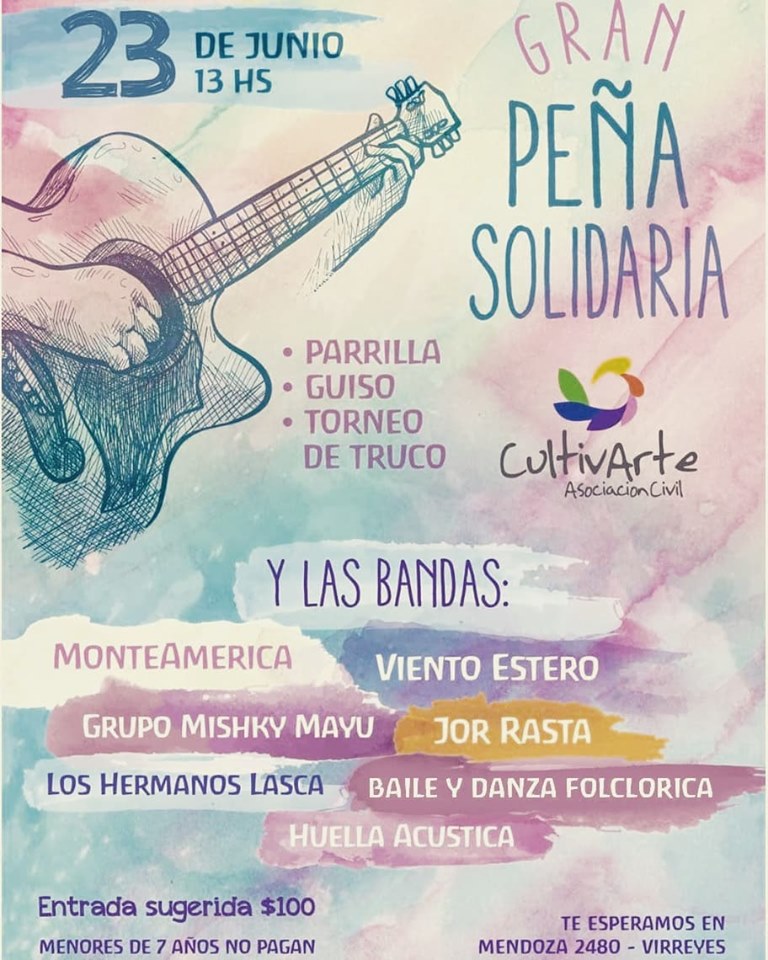 23 DE JUNIO
13 HS
GRAN
PEÑA
SOLIDARIA
• PARRILLA
• GUISO
• TORNEO
DE TRUCO
CultivArte
Asociacion Civil
Y LAS BANDAS:
MONTEAMERICA
VIENTO ESTERO
GRUPO MISHKY MAYU
JOR RASTA
LOS HERMANOS LASCA
BAILE Y DANZA FOLCLORICA
HUELLA ACUSTICA
Entrada sugerida $100
MENORES DE 7 AÑOS NO PAGAN
TE ESPERAMOS EN
MENDOZA 2480 - VIRREYES